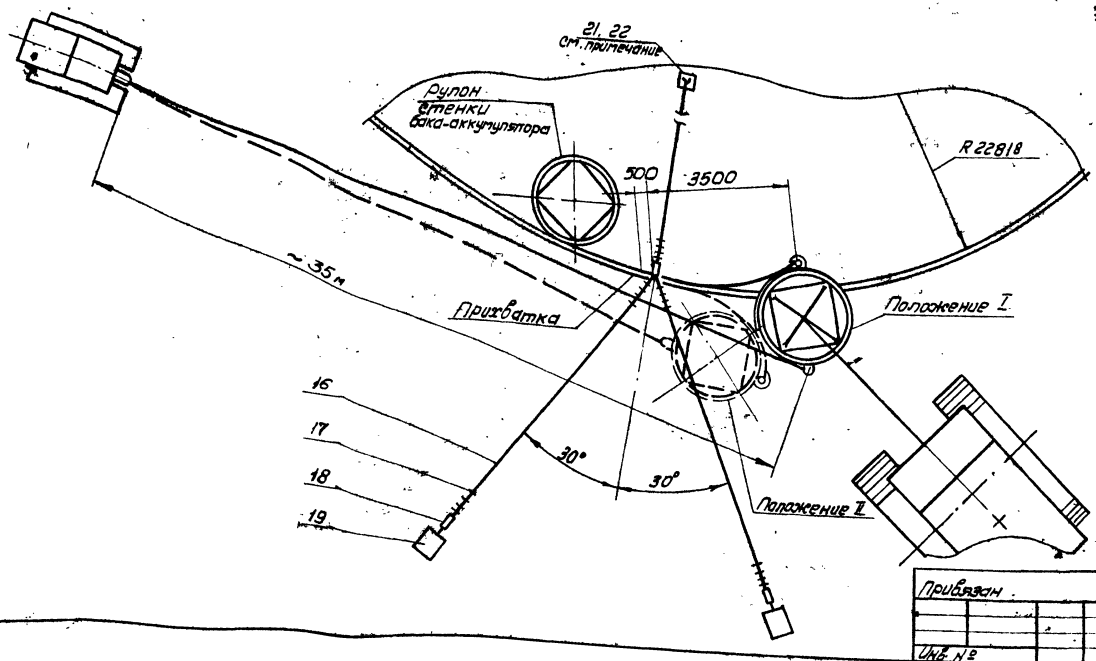 21, 22
См. примечание
Рулон
стенки
бака-аккумулятора
500
3500
R 22818
~ 35м
Прихватка
Положение I
16
17
18
19
30°
30°
Положение II
Привязан
Инв. №